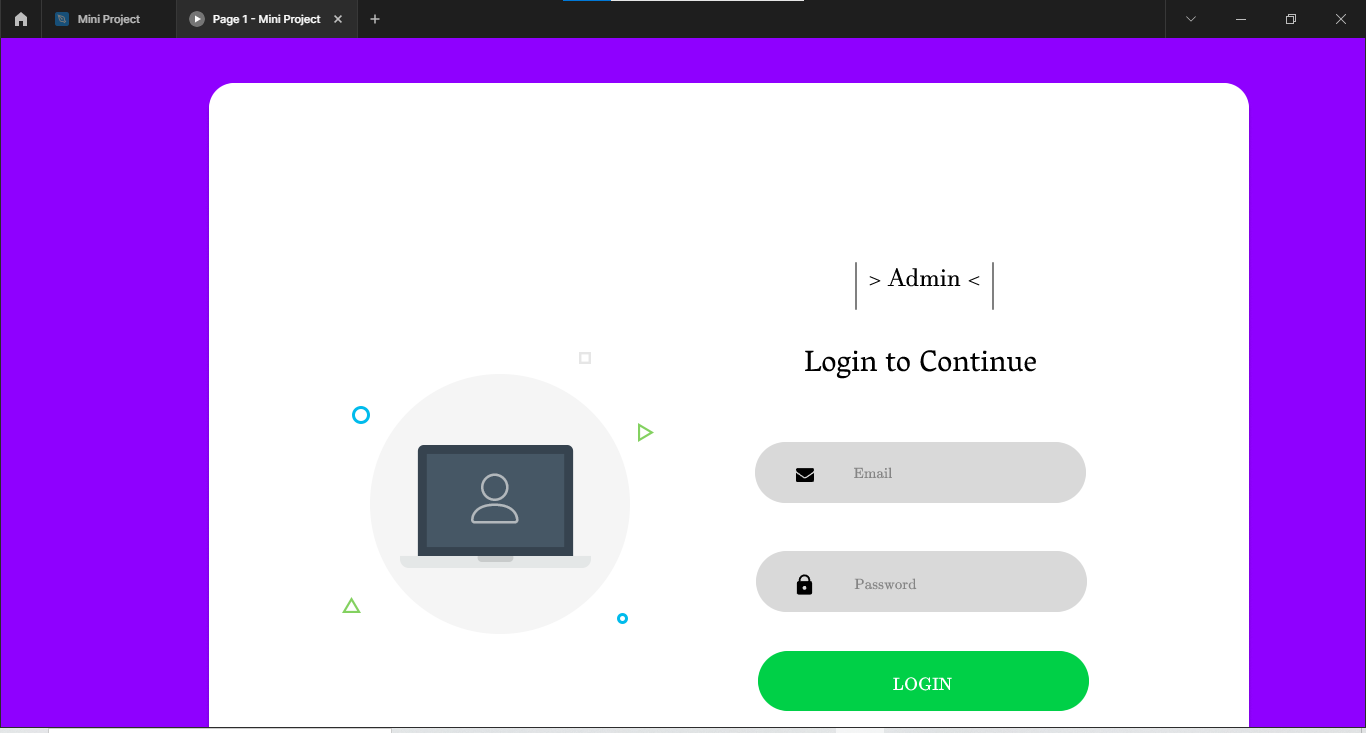 Mini Project
Page 1 - Mini Project
> Admin <
Login to Continue
Email
Password
LOGIN